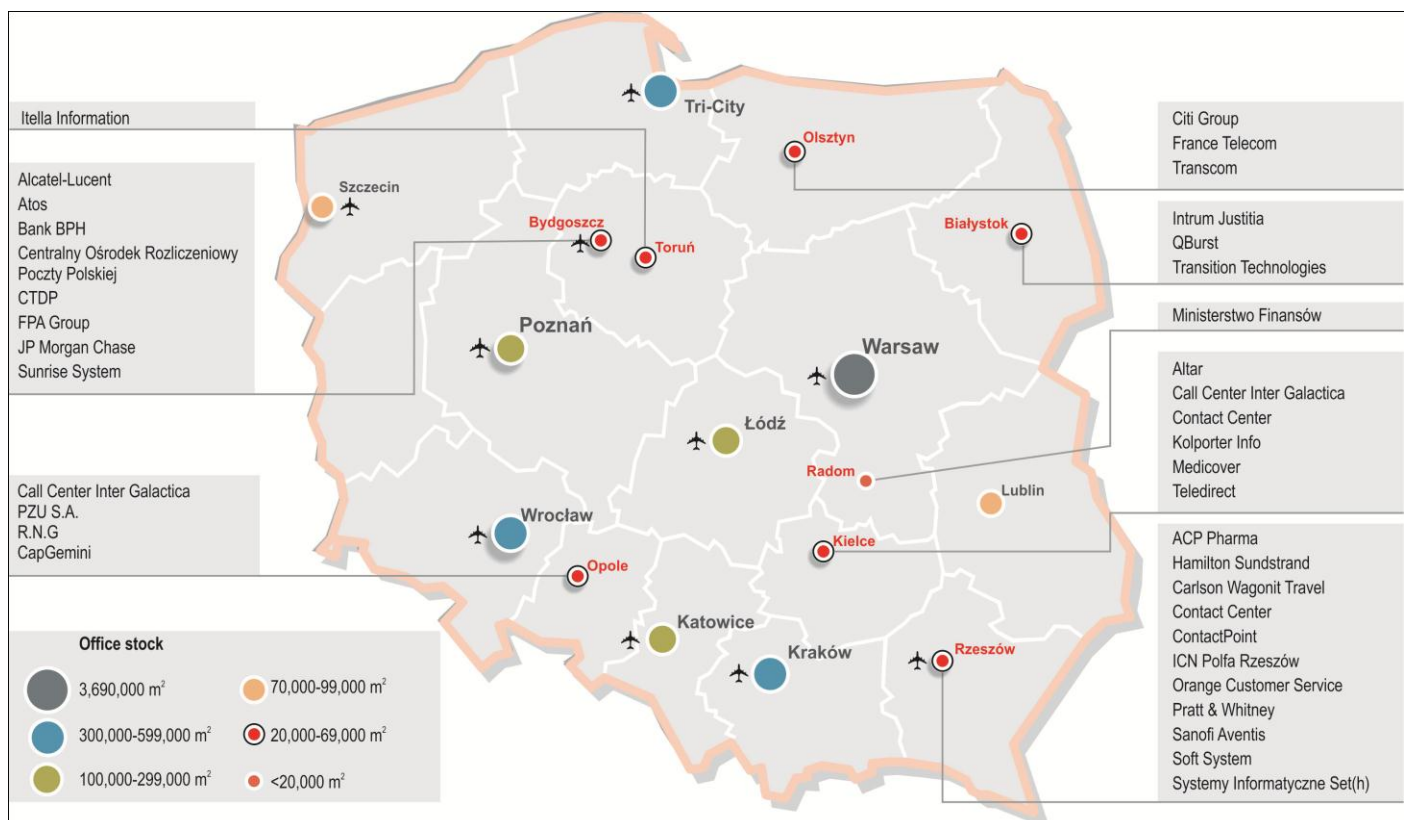 Itella Information
Alcatel-Lucent
Atos
Bank BPH
Centralny Ośrodek Rozliczeniowy
Poczty Polskiej
CTDP
FPA Group
JP Morgan Chase
Sunrise System
Call Center Inter Galactica
PZU S.A.
R.N.G
CapGemini
Tri-City
Olsztyn
Szczecin
Bydgoszcz
Toruń
Białystok
Poznań
Warsaw
Łódź
Radom
Lublin
Wrocław
Kielce
Opole
Katowice
Kraków
Rzeszów
Citi Group
France Telecom
Transcom
Intrum Justitia
QBurst
Transition Technologies
Ministerstwo Finansów
Altar
Call Center Inter Galactica
Contact Center
Kolporter Info
Medicover
Teledirect
ACP Pharma
Hamilton Sundstrand
Carlson Wagonit Travel
Contact Center
ContactPoint
ICN Polfa Rzeszów
Orange Customer Service
Pratt & Whitney
Sanofi Aventis
Soft System
Systemy Informatyczne Set(h)
Office stock
3,690,000 m²
300,000-599,000 m²
100,000-299,000 m²
70,000-99,000 m²
20,000-69,000 m²
<20,000 m²